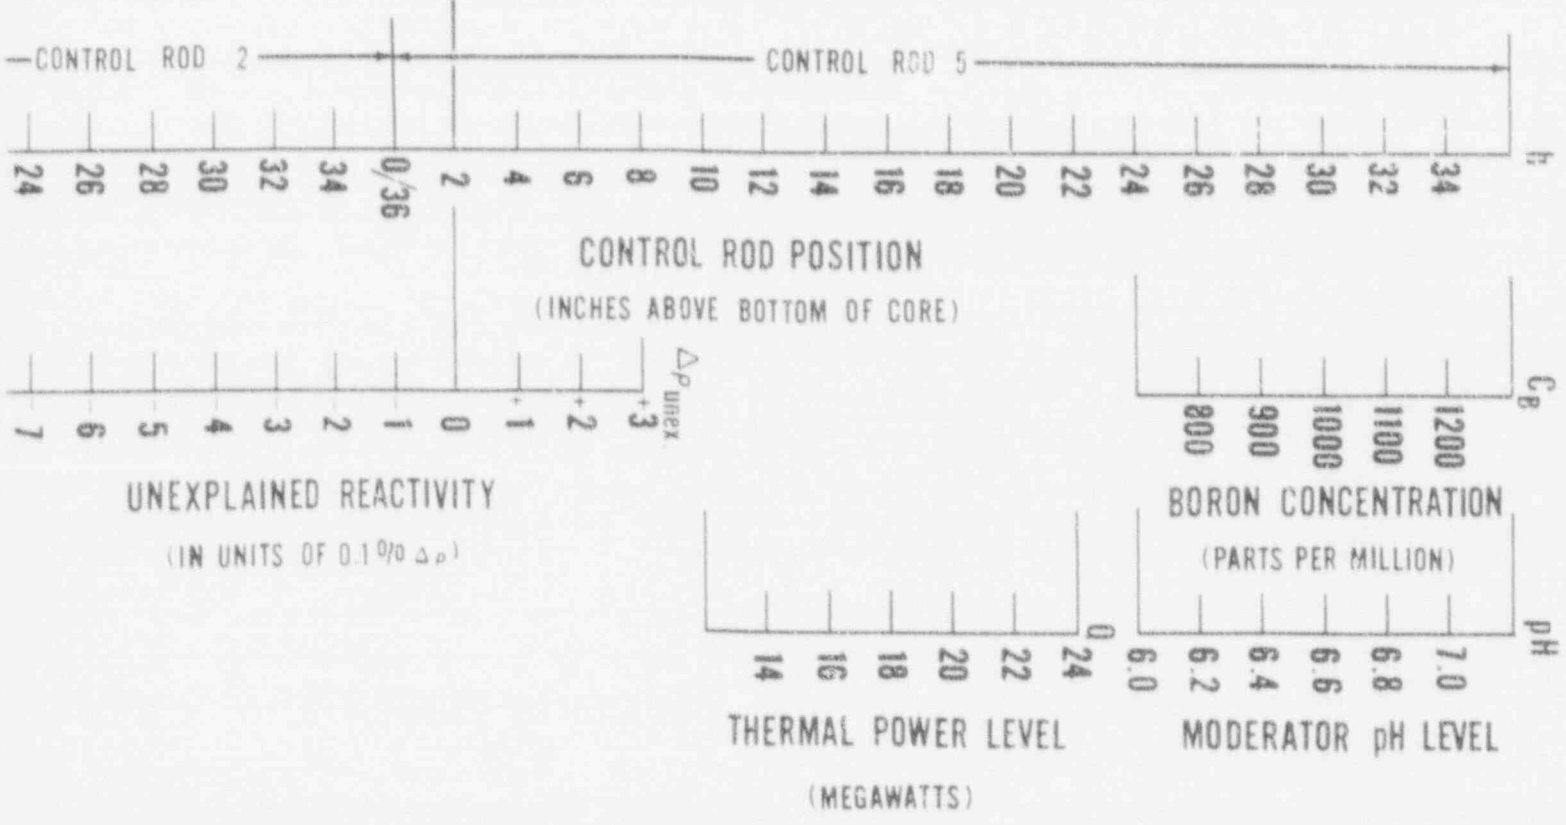 CONTROL ROD 2
CONTROL ROD 5
24 26 28 30 32 34 0/36 2 4 6 8 10 12 14 16 18 20 22 24 26 28 30 32 34
h
CONTROL ROD POSITION
(INCHES ABOVE BOTTOM OF CORE)
-7 -6 -5 -4 -3 -2 -1 0 +1 +2 +3
Δρunex.
UNEXPLAINED REACTIVITY
(IN UNITS OF 0.1% Δρ)
800 900 1000 1100 1200
CB
BORON CONCENTRATION
(PARTS PER MILLION)
14 16 18 20 22 24
Q
THERMAL POWER LEVEL
(MEGAWATTS)
6.0 6.2 6.4 6.6 6.8 7.0
pH
MODERATOR pH LEVEL